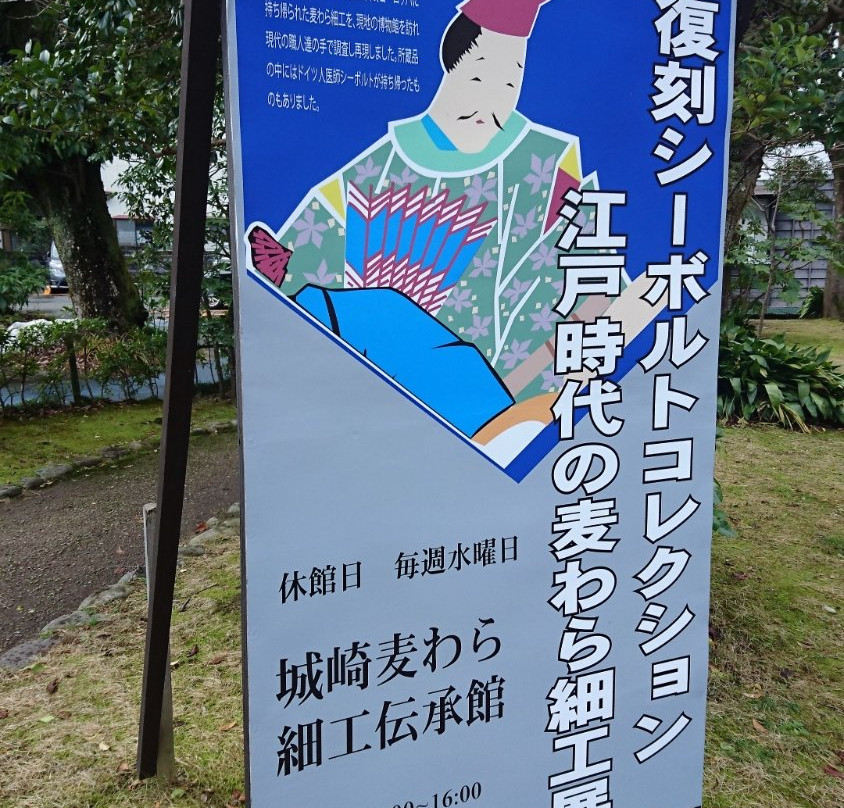 復刻シーボルトコレクション
江戸時代の麦わら細工展
持ち帰られた麦わら細工を、現地の博物館を訪れ
現代の職人達の手で調査し再現しました。所蔵品
の中にはドイツ人医師シーボルトが持ち帰ったも
のもありました。
休館日 毎週水曜日
城崎麦わら
細工伝承館
00~16:00